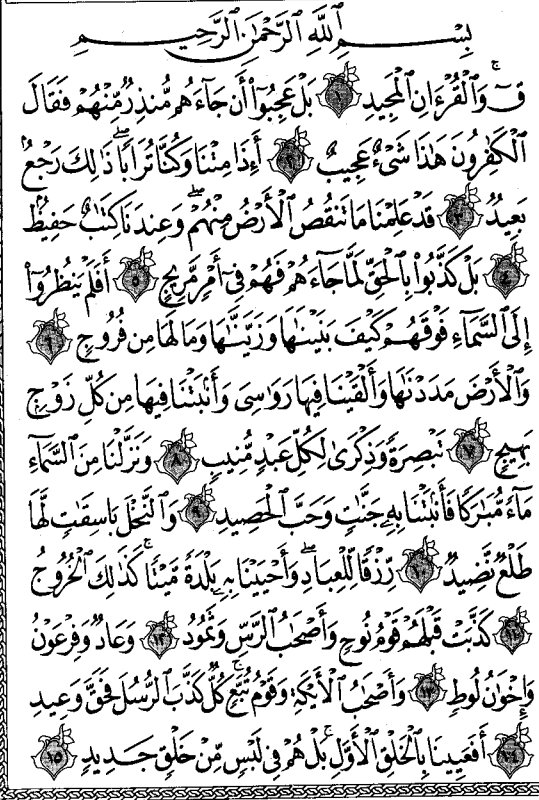 بِسْمِ ٱللَّهِ ٱلرَّحْمَٰنِ ٱلرَّحِيمِ
قٓ ۚ وَٱلْقُرْءَانِ ٱلْمَجِيدِ ١ بَلْ عَجِبُوٓا۟ أَن جَآءَهُم مُّنذِرٌ مِّنْهُمْ فَقَالَ
ٱلْكَٰفِرُونَ هَٰذَا شَىْءٌ عَجِيبٌ ٢ أَءِذَا مِتْنَا وَكُنَّا تُرَابًا ۖ ذَٰلِكَ رَجْعٌۢ
بَعِيدٌ ٣ قَدْ عَلِمْنَا مَا تَنقُصُ ٱلْأَرْضُ مِنْهُمْ ۖ وَعِندَنَا كِتَٰبٌ حَفِيظٌۢ
٤ بَلْ كَذَّبُوا۟ بِٱلْحَقِّ لَمَّا جَآءَهُمْ فَهُمْ فِىٓ أَمْرٍ مَّرِيجٍ ٥ أَفَلَمْ يَنظُرُوٓا۟
إِلَى ٱلسَّمَآءِ فَوْقَهُمْ كَيْفَ بَنَيْنَٰهَا وَزَيَّنَّٰهَا وَمَا لَهَا مِن فُرُوجٍ ٦
وَٱلْأَرْضَ مَدَدْنَٰهَا وَأَلْقَيْنَا فِيهَا رَوَٰسِىَ وَأَنۢبَتْنَا فِيهَا مِن كُلِّ زَوْجٍۭ
بَهِيجٍ ٧ تَبْصِرَةً وَذِكْرَىٰ لِكُلِّ عَبْدٍ مُّنِيبٍ ٨ وَنَزَّلْنَا مِنَ ٱلسَّمَآءِ
مَآءً مُّبَٰرَكًا فَأَنۢبَتْنَا بِهِۦ جَنَّٰتٍ وَحَبَّ ٱلْحَصِيدِ ٩ وَٱلنَّخْلَ بَاسِقَٰتٍ لَّهَا
طَلْعٌ نَّضِيدٌ ١٠ رِّزْقًا لِّلْعِبَادِ ۖ وَأَحْيَيْنَا بِهِۦ بَلْدَةً مَّيْتًا ۚ كَذَٰلِكَ ٱلْخُرُوجُ
١١ كَذَّبَتْ قَبْلَهُمْ قَوْمُ نُوحٍ وَأَصْحَٰبُ ٱلرَّسِّ وَثَمُودُ ١٢ وَعَادٌ وَفِرْعَوْنُ
وَإِخْوَٰنُ لُوطٍ ١٣ وَأَصْحَٰبُ ٱلْأَيْكَةِ وَقَوْمُ تُبَّعٍ ۚ كُلٌّ كَذَّبَ ٱلرُّسُلَ فَحَقَّ وَعِيدِ
١٤ أَفَعَيِينَا بِٱلْخَلْقِ ٱلْأَوَّلِ ۚ بَلْ هُمْ فِى لَبْسٍ مِّنْ خَلْقٍ جَدِيدٍ ١٥